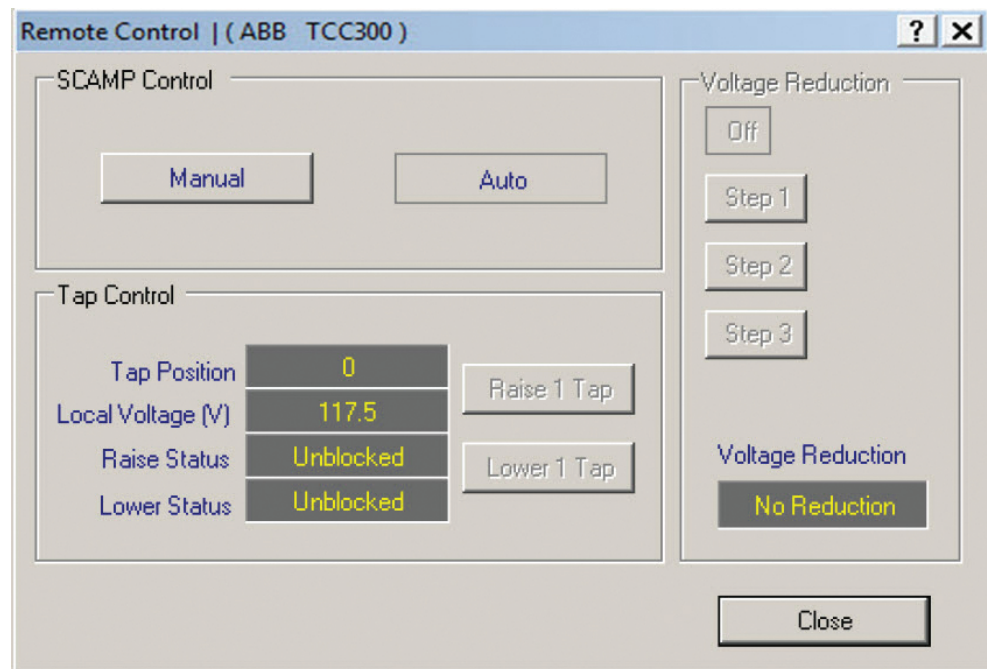 Remote Control | ( ABB TCC300 )
? X
SCAMP Control
Manual
Auto
Tap Control
Tap Position
0
Local Voltage (V)
117.5
Raise Status
Unblocked
Lower Status
Unblocked
Raise 1 Tap
Lower 1 Tap
Voltage Reduction
Off
Step 1
Step 2
Step 3
Voltage Reduction
No Reduction
Close